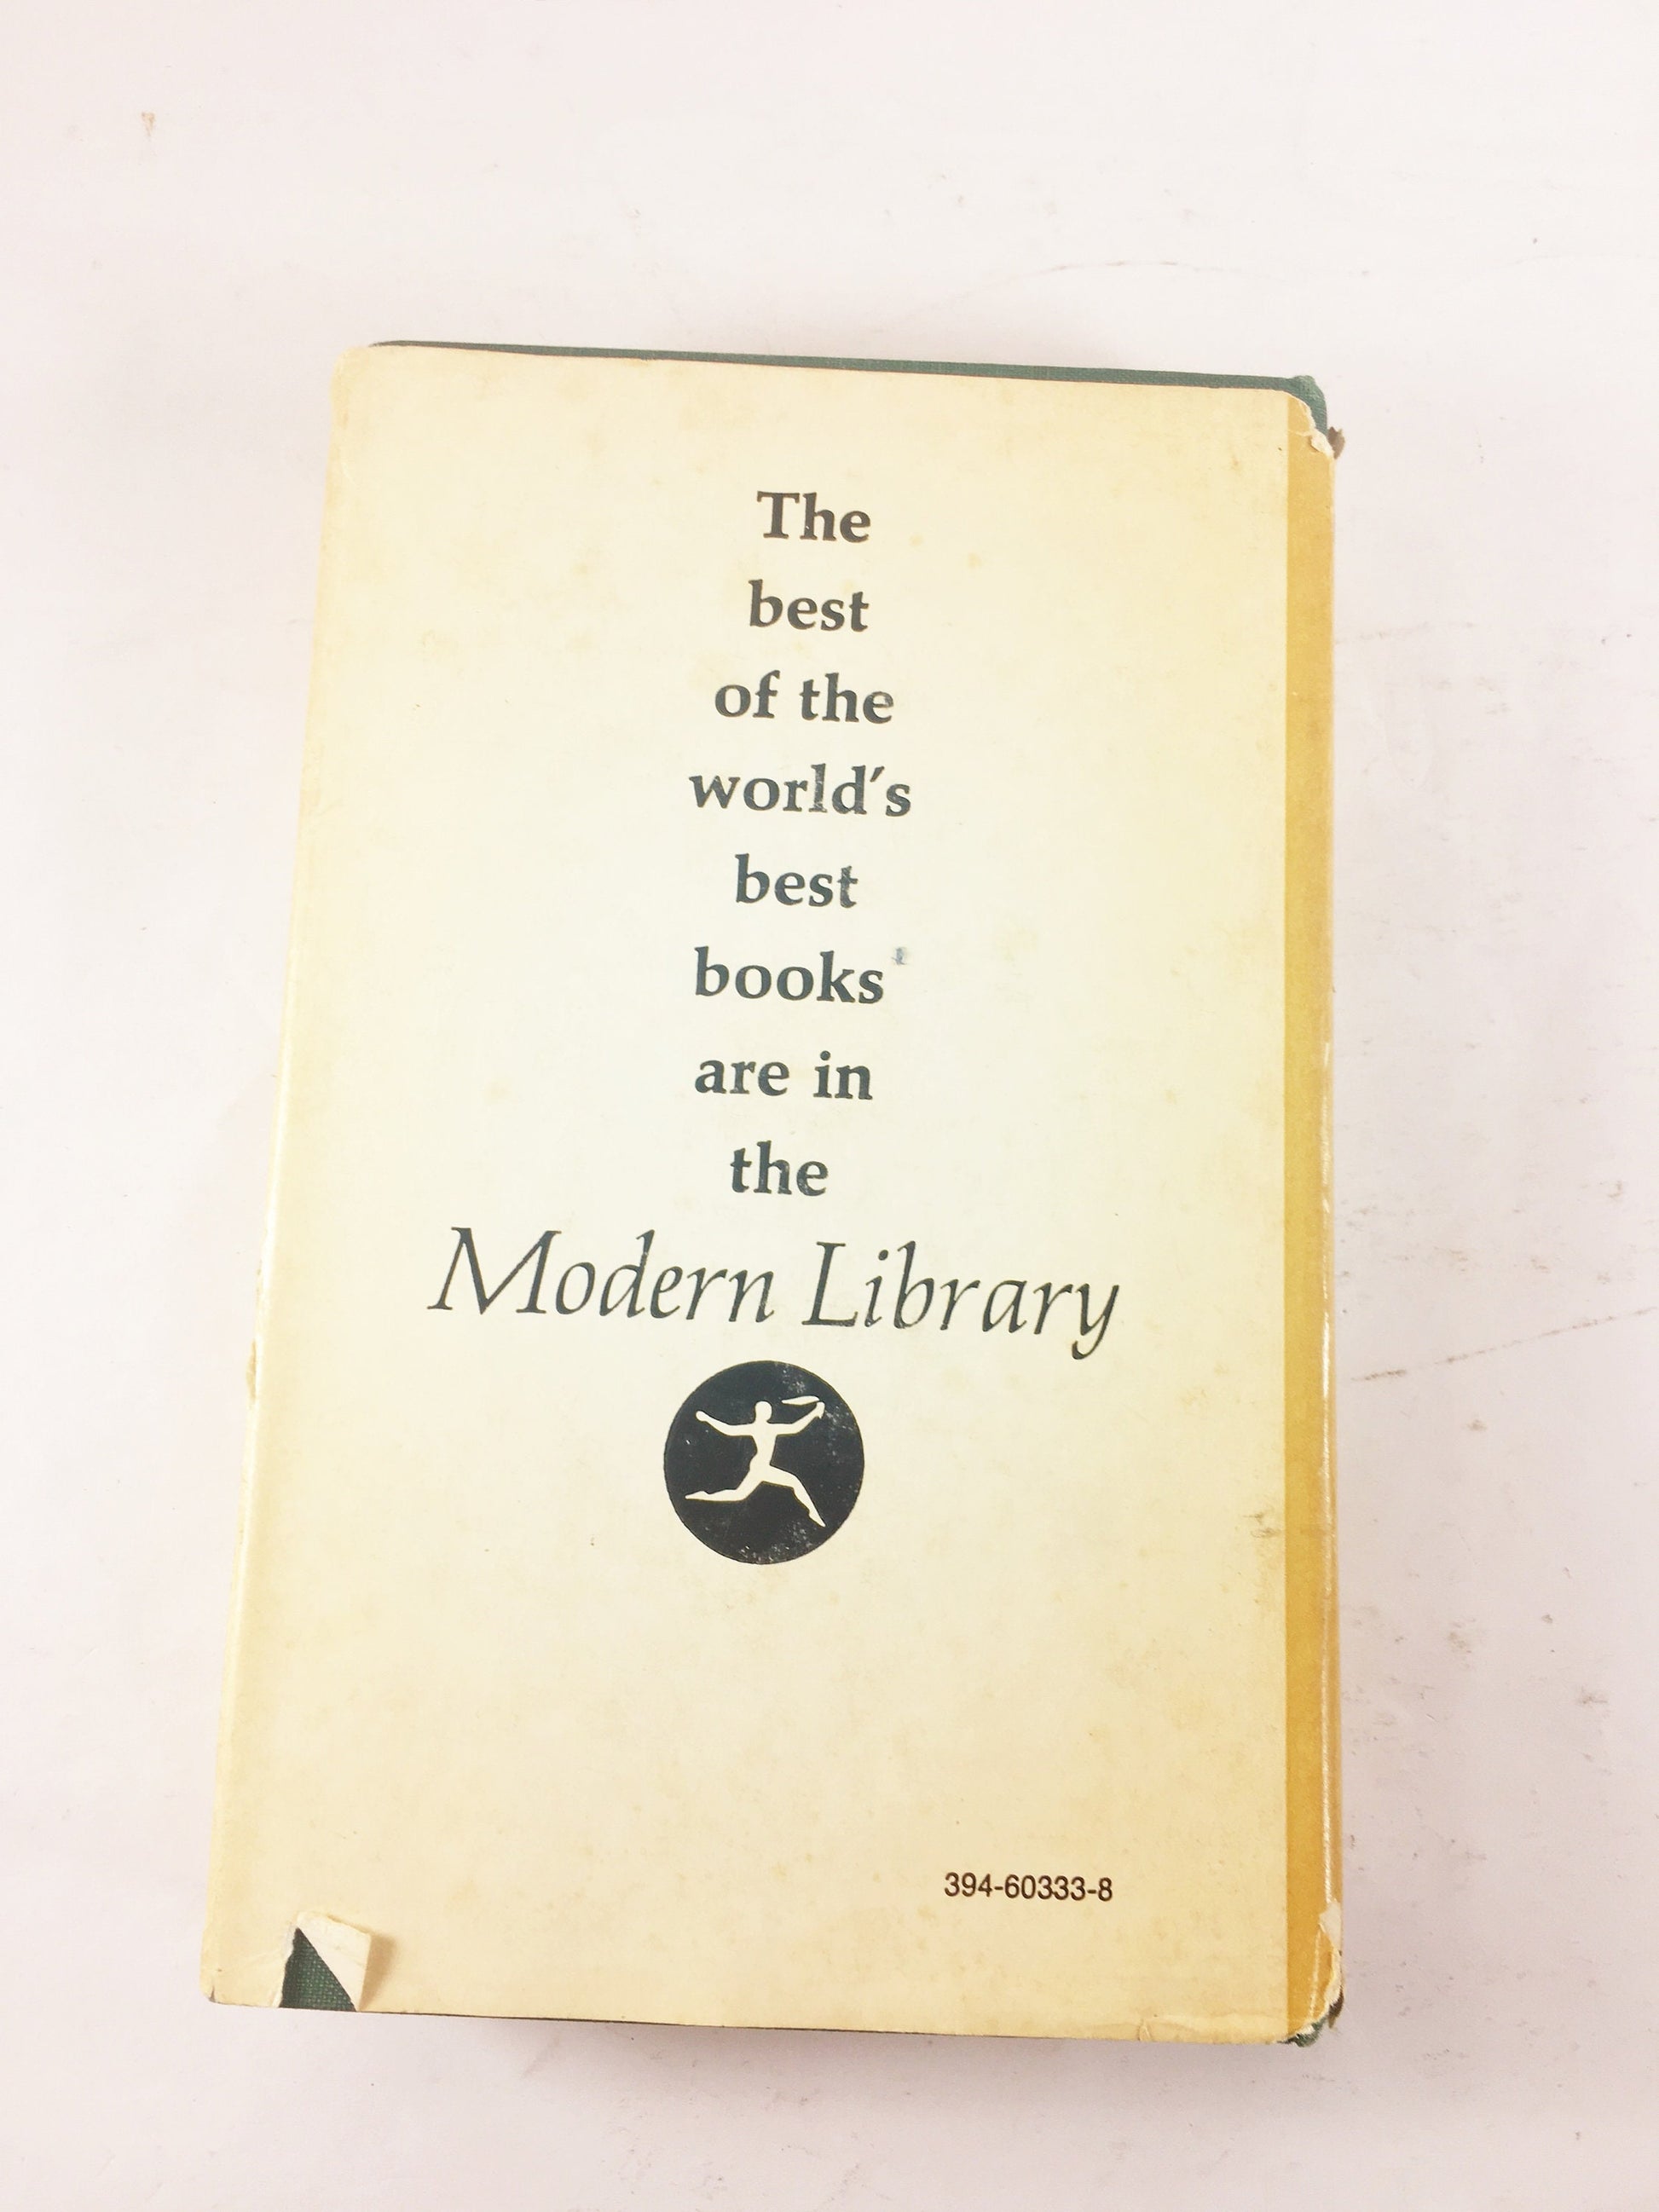 The
best
of the
world's
best
books
are in
the
Modern Library
394-60333-8